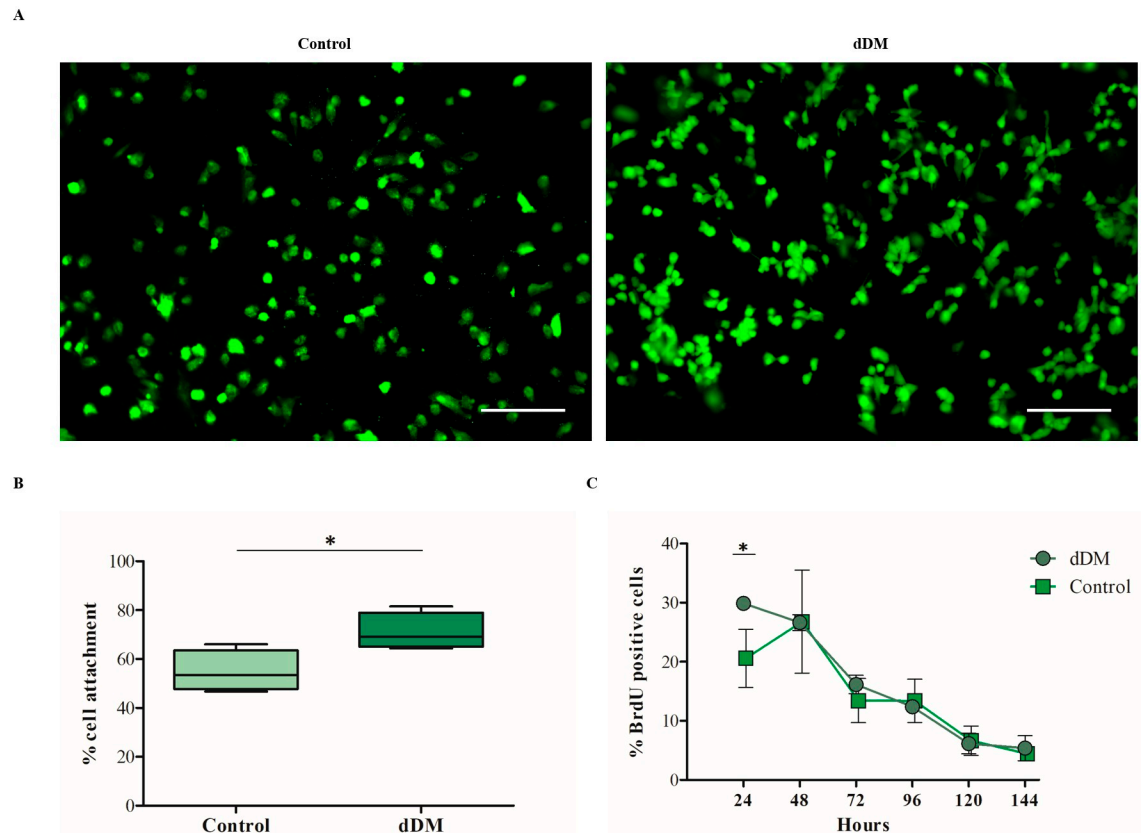 A
Control dDM
B C
*
% cell attachment
100
80
60
40
20
0
Control dDM
*
% BrdU positive cells
40
30
20
10
0
24 48 72 96 120 144
Hours
dDM
Control